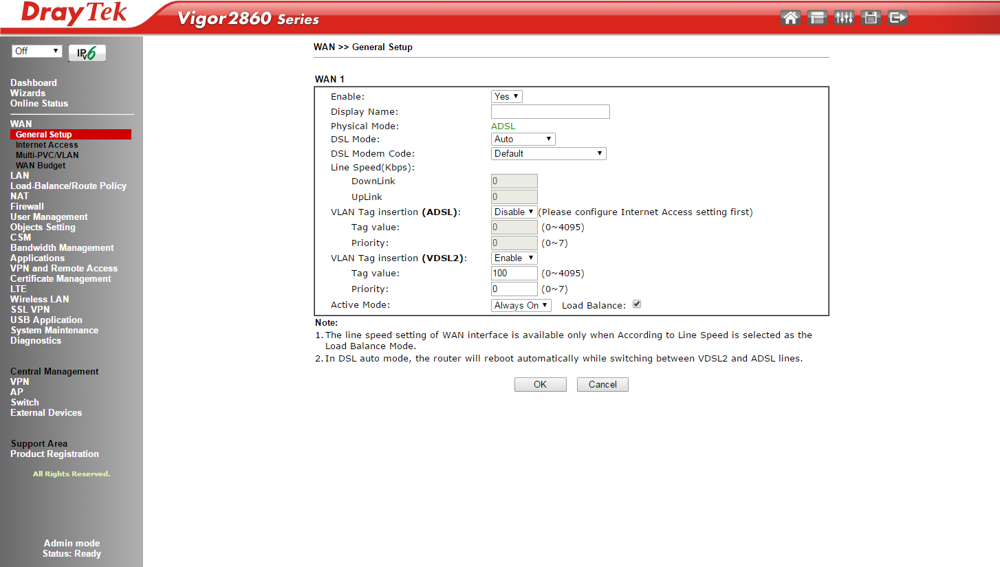 DrayTek
Vigor2860 Series
Off
IPv6
Dashboard
Wizards
Online Status
WAN
General Setup
Internet Access
Multi-PVC/VLAN
WAN Budget
LAN
Load-Balance/Route Policy
NAT
Firewall
User Management
Objects Setting
CSM
Bandwidth Management
Applications
VPN and Remote Access
Certificate Management
LTE
Wireless LAN
SSL VPN
USB Application
System Maintenance
Diagnostics
Central Management
VPN
AP
Switch
External Devices
Support Area
Product Registration
All Rights Reserved.
Admin mode
Status: Ready
WAN >> General Setup
WAN 1
Enable: Yes
Display Name:
Physical Mode: ADSL
DSL Mode: Auto
DSL Modem Code: Default
Line Speed(Kbps):
DownLink 0
UpLink 0
VLAN Tag insertion (ADSL): Disable (Please configure Internet Access setting first)
Tag value: 0 (0~4095)
Priority: 0 (0~7)
VLAN Tag insertion (VDSL2): Enable
Tag value: 100 (0~4095)
Priority: 0 (0~7)
Active Mode: Always On Load Balance:
Note:
1. The line speed setting of WAN interface is available only when According to Line Speed is selected as the
Load Balance Mode.
2. In DSL auto mode, the router will reboot automatically while switching between VDSL2 and ADSL lines.
OK Cancel